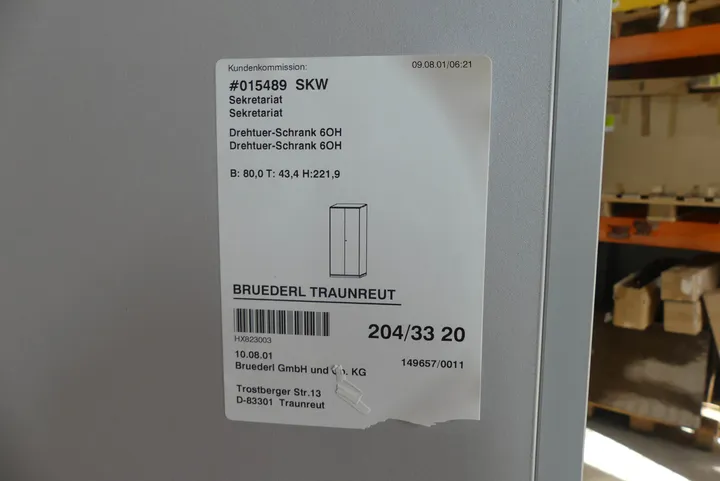 Kundenkommission: 09.08.01/06:21
#015489 SKW
Sekretariat
Sekretariat
Drehtuer-Schrank 6OH
Drehtuer-Schrank 6OH
B: 80,0 T: 43,4 H:221,9
BRUEDERL TRAUNREUT
HX823003
204/33 20
10.08.01
149657/0011
Bruederl GmbH und Co. KG
Trostberger Str.13
D-83301 Traunreut